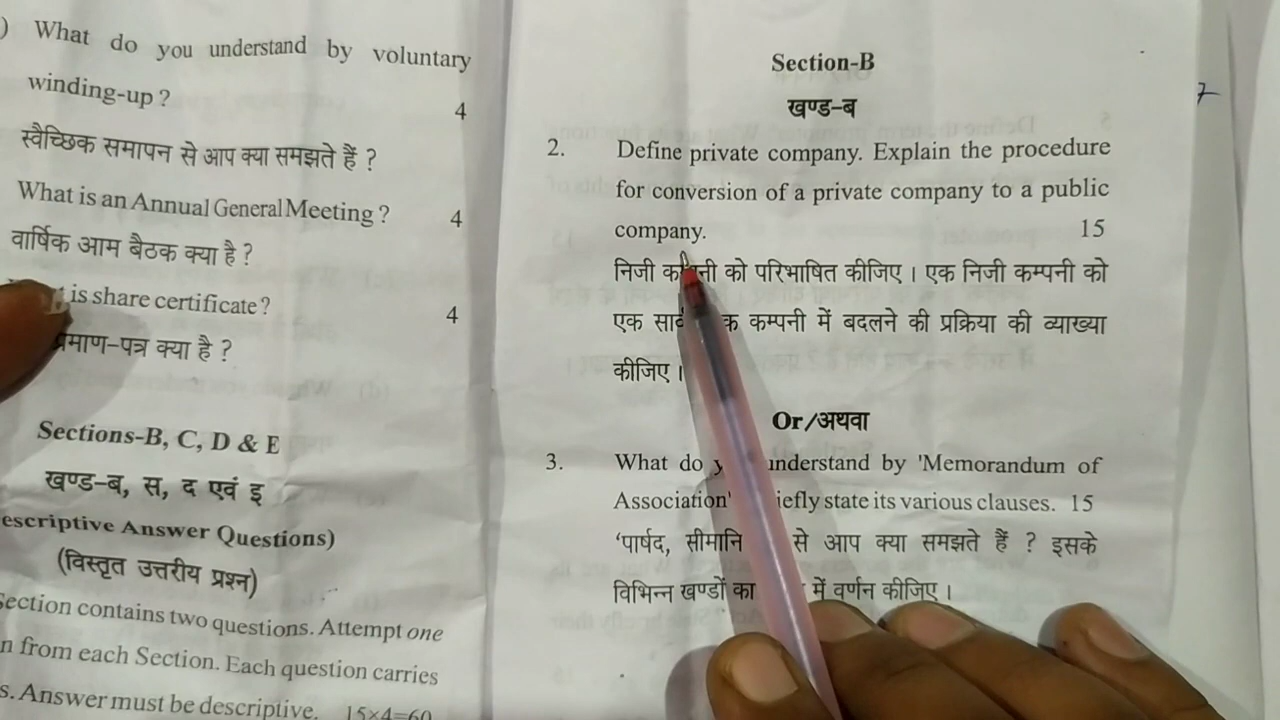 ) What do you understand by voluntary
winding-up ?
4
स्वैच्छिक समापन से आप क्या समझते हैं ?
What is an Annual General Meeting ?
4
वार्षिक आम बैठक क्या है ?
is share certificate ?
4
प्रमाण-पत्र क्या है ?
Sections-B, C, D & E
खण्ड-ब, स, द एवं इ
escriptive Answer Questions)
(विस्तृत उत्तरीय प्रश्न)
Section contains two questions. Attempt one
n from each Section. Each question carries
s. Answer must be descriptive. 15×4=60
Section-B
खण्ड-ब
2. Define private company. Explain the procedure
for conversion of a private company to a public
company. 15
निजी को परिभाषित कीजिए । एक निजी कम्पनी को
एक कम्पनी में बदलने की प्रक्रिया की व्याख्या
कीजिए ।
Or/अथवा
3. What do understand by 'Memorandum of
Association' state its various clauses. 15
'पार्षद, से आप क्या समझते हैं ? इसके
विभिन्न खण्डों का में वर्णन कीजिए ।
7